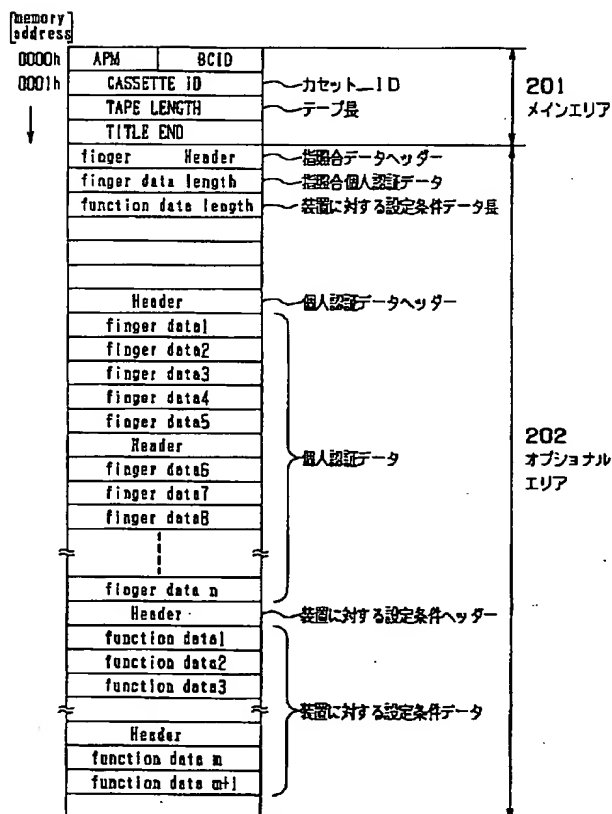 [memory address]
0000h APM BCID
0001h CASSETTE ID カセット_ID
TAPE LENGTH テープ長
TITLE END
201
メインエリア
finger Header 指照合データヘッダー
finger data length 指照合個人認証データ
function data length 装置に対する設定条件データ長
Header 個人認証データヘッダー
finger data1
finger data2
finger data3
finger data4
finger data5
Header
個人認証データ
finger data6
finger data7
finger data8
202
オプショナル
エリア
finger data n
Header 装置に対する設定条件ヘッダー
function data1
function data2
function data3
装置に対する設定条件データ
Header
function data m
function data m+1